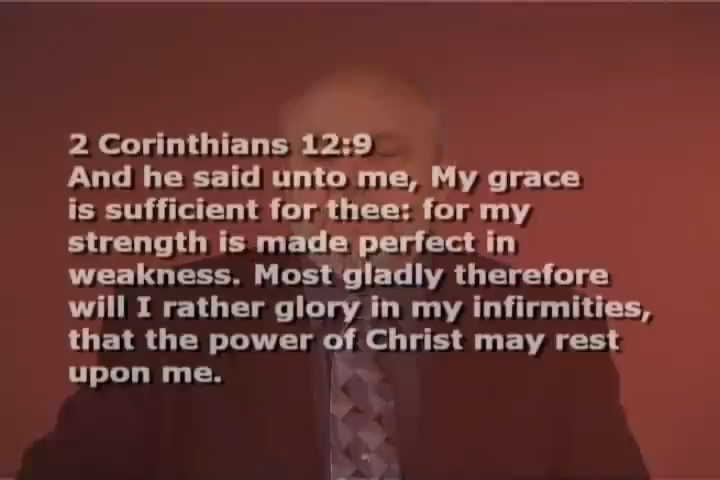 2 Corinthians 12:9
And he said unto me, My grace
is sufficient for thee: for my
strength is made perfect in
weakness. Most gladly therefore
will I rather glory in my infirmities,
that the power of Christ may rest
upon me.